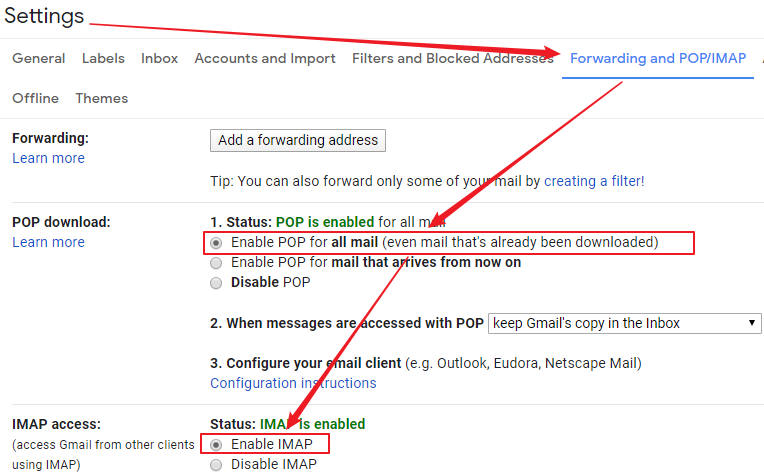 Settings
General Labels Inbox Accounts and Import Filters and Blocked Addresses Forwarding and POP/IMAP
Offline Themes
Forwarding: Add a forwarding address
Learn more
Tip: You can also forward only some of your mail by creating a filter!
POP download: 1. Status: POP is enabled for all mail
Learn more Enable POP for all mail (even mail that's already been downloaded)
Enable POP for mail that arrives from now on
Disable POP
2. When messages are accessed with POP keep Gmail's copy in the Inbox
3. Configure your email client (e.g. Outlook, Eudora, Netscape Mail)
Configuration instructions
IMAP access: Status: IMAP is enabled
(access Gmail from other clients Enable IMAP
using IMAP) Disable IMAP